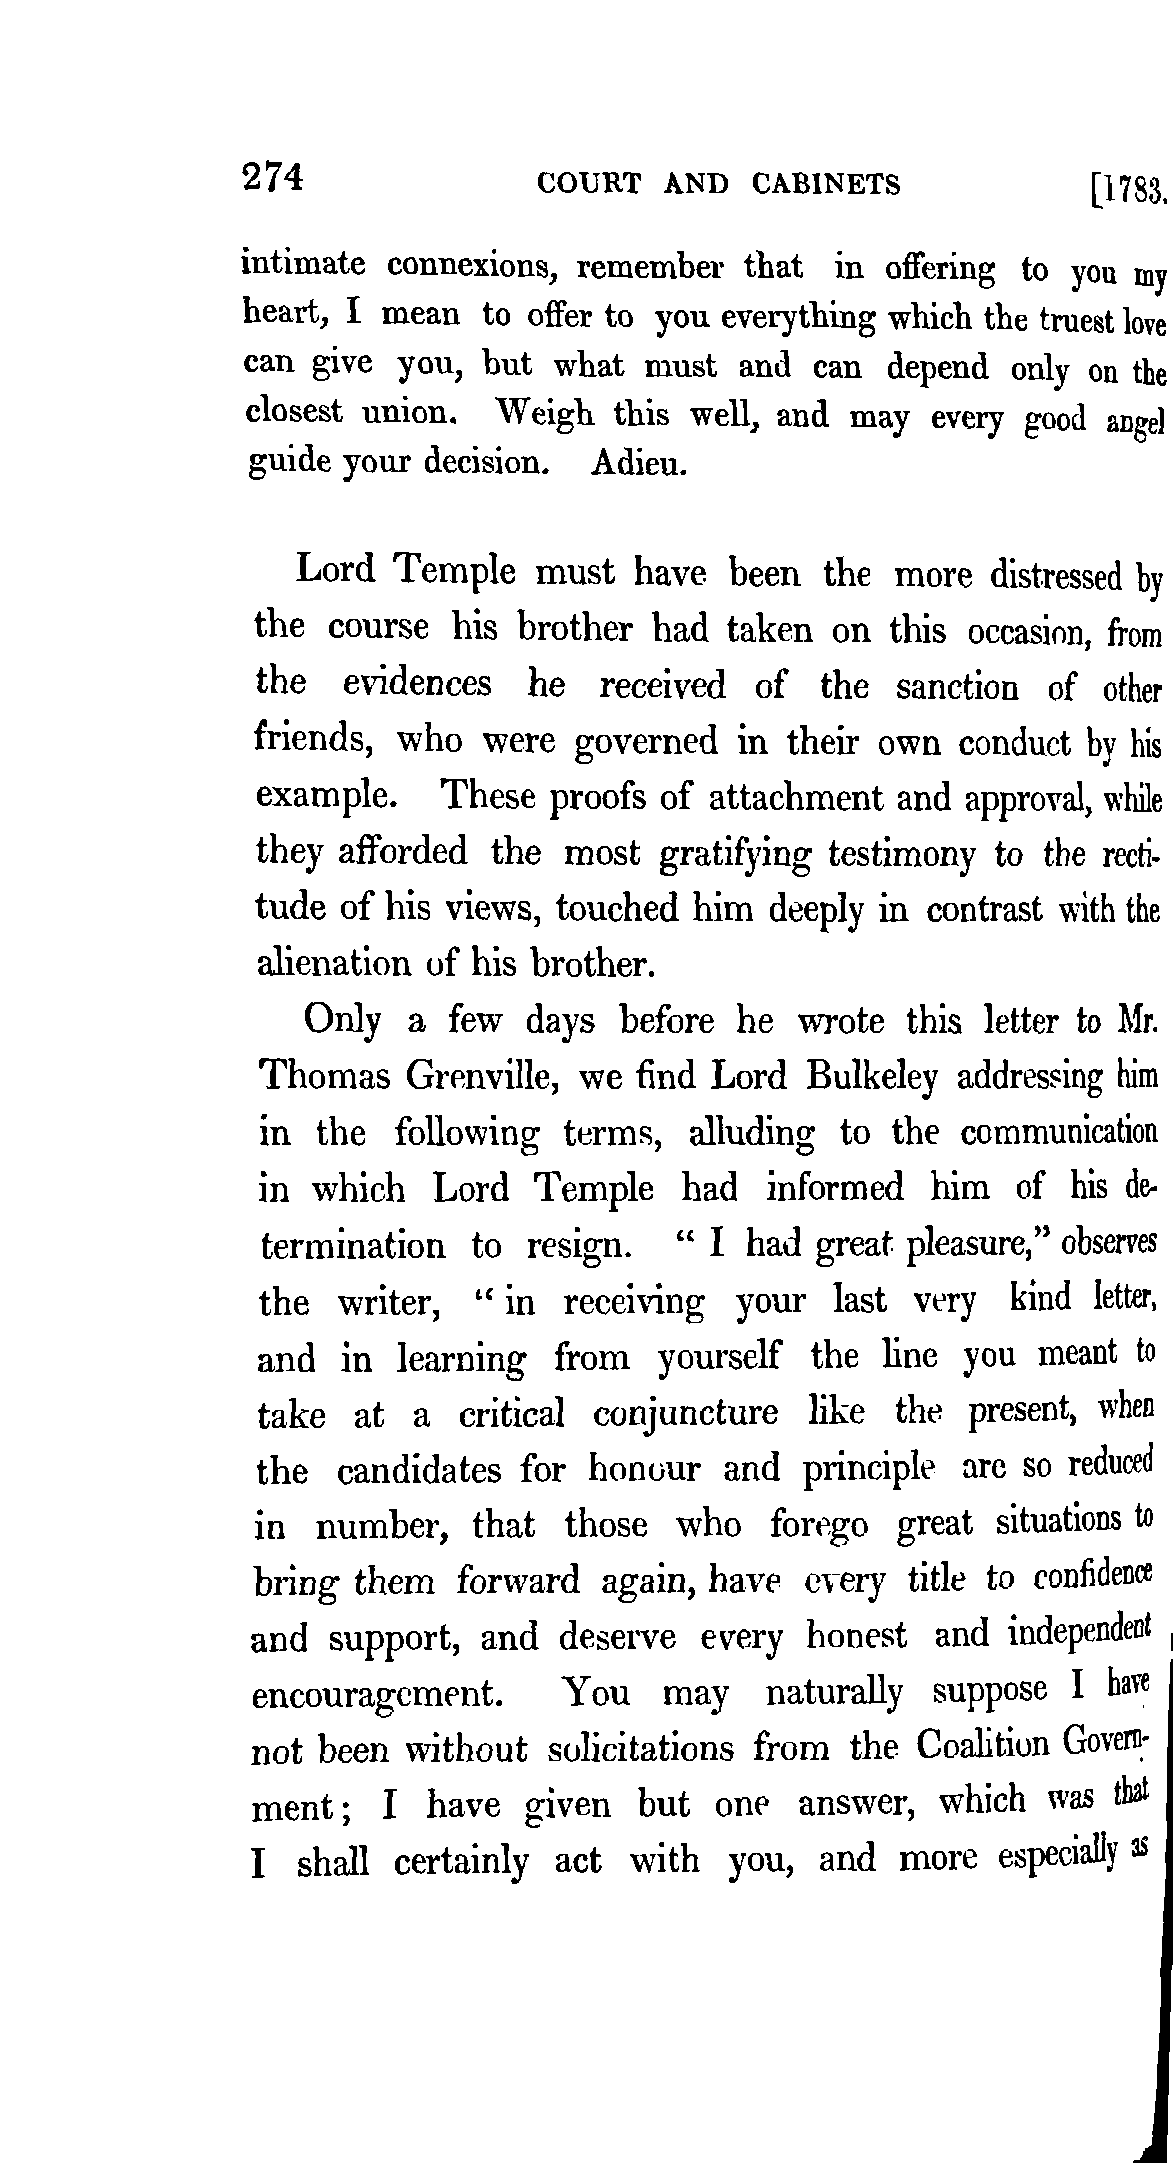 274 COURT AND CABINETS [1783.
intimate connexions, remember that in offering to you my
heart, I mean to offer to you everything which the truest love
can give you, but what must and can depend only on the
closest union. Weigh this well, and may every good angel
guide your decision. Adieu.
Lord Temple must have been the more distressed by
the course his brother had taken on this occasion, from
the evidences he received of the sanction of other
friends, who were governed in their own conduct by his
example. These proofs of attachment and approval, while
they afforded the most gratifying testimony to the recti-
tude of his views, touched him deeply in contrast with the
alienation of his brother.
Only a few days before he wrote this letter to Mr.
Thomas Grenville, we find Lord Bulkeley addressing him
in the following terms, alluding to the communication
in which Lord Temple had informed him of his de-
termination to resign. “ I had great pleasure,” observes
the writer, “ in receiving your last very kind letter,
and in learning from yourself the line you meant to
take at a critical conjuncture like the present, when
the candidates for honour and principle are so reduced
in number, that those who forego great situations to
bring them forward again, have every title to confidence
and support, and deserve every honest and independent
encouragement. You may naturally suppose I have
not been without solicitations from the Coalition Govern-
ment; I have given but one answer, which was that
I shall certainly act with you, and more especially as